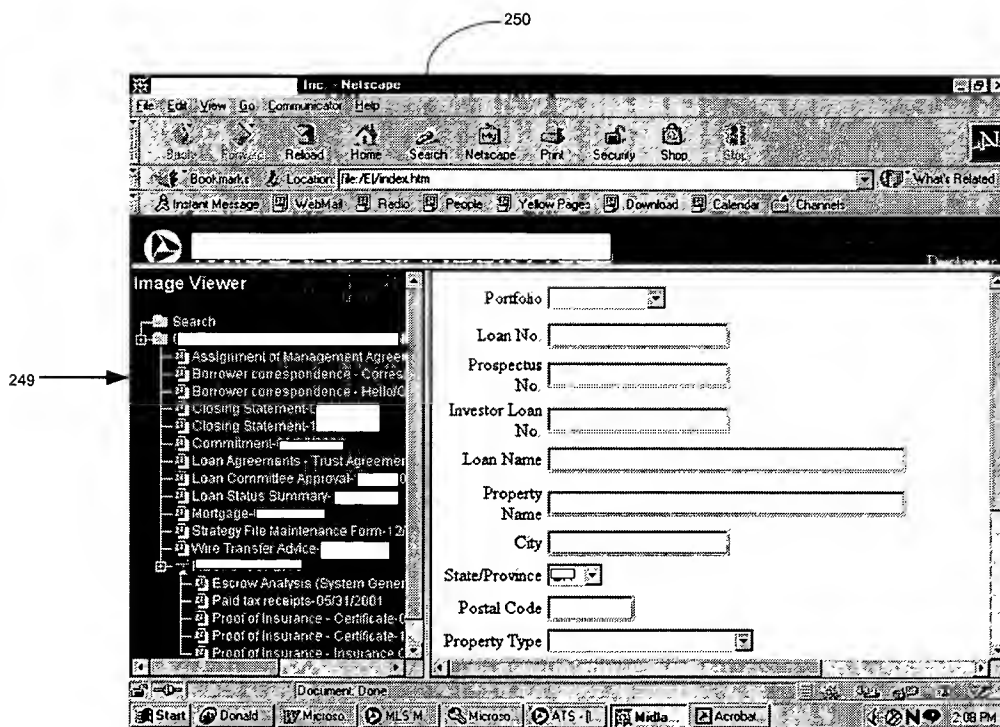 250
Inc. - Netscape
File Edit View Go Communicator Help
Back Forward Reload Home Search Netscape Print Security Shop Stop
Bookmarks Location: file:/E|/index.htm What's Related
Instant Message WebMail Radio People Yellow Pages Download Calendar Channels
Disclaimer
Image Viewer
Search
Assignment of Management Agree
Borrower correspondence - Corres
Borrower correspondence - Hello/G
Closing Statement-
Closing Statement-1
Commitment-
Loan Agreements - Trust Agreemer
Loan Committee Approval-
Loan Status Summary-
Mortgage-
Strategy File Maintenance Form-12/
Wire Transfer Advice-
Escrow Analysis (System Gener
Paid tax receipts-05/31/2001
Proof of Insurance - Certificate-0
Proof of Insurance - Certificate-1
Proof of Insurance - Insurance C
249
Portfolio
Loan No.
Prospectus
No.
Investor Loan
No.
Loan Name
Property
Name
City
State/Province
Postal Code
Property Type
Document: Done
Start Donald ... Microso... MLS M... Microso... ATS - [... Midla... Acrobat... 2:09 PM